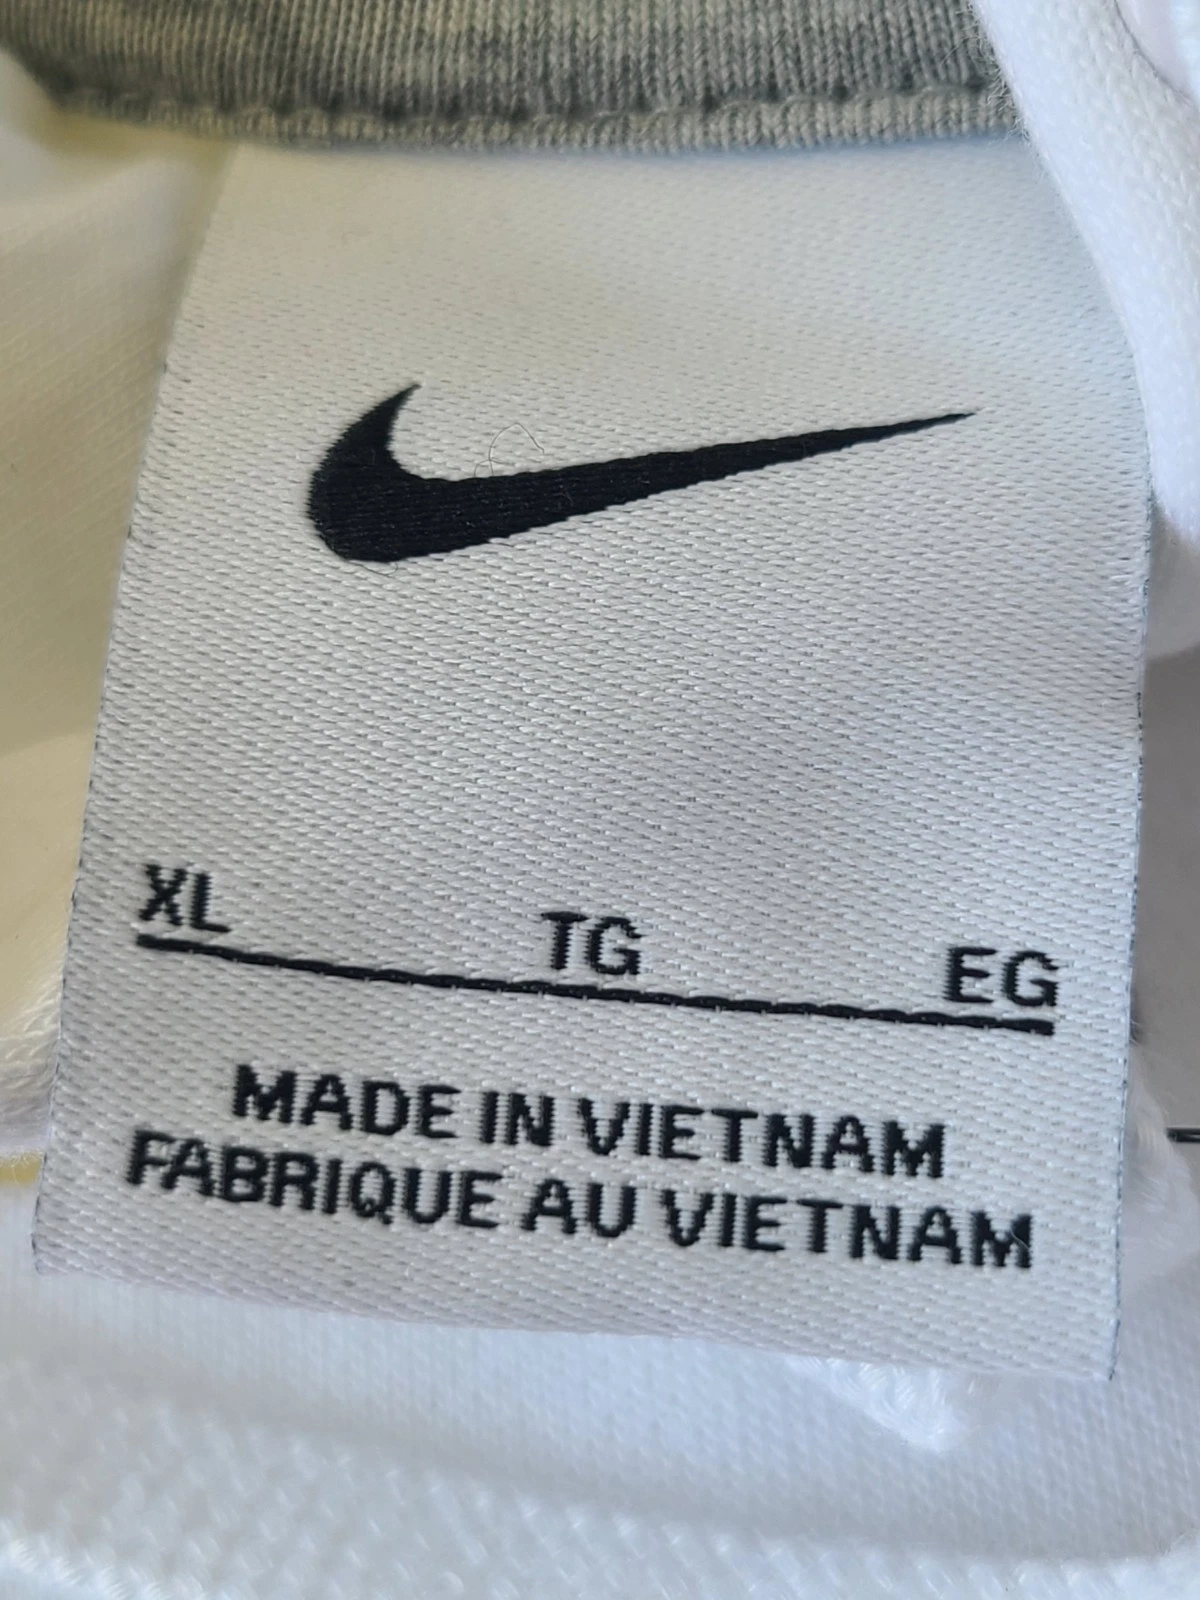 XL TG EG
MADE IN VIETNAM
FABRIQUE AU VIETNAM